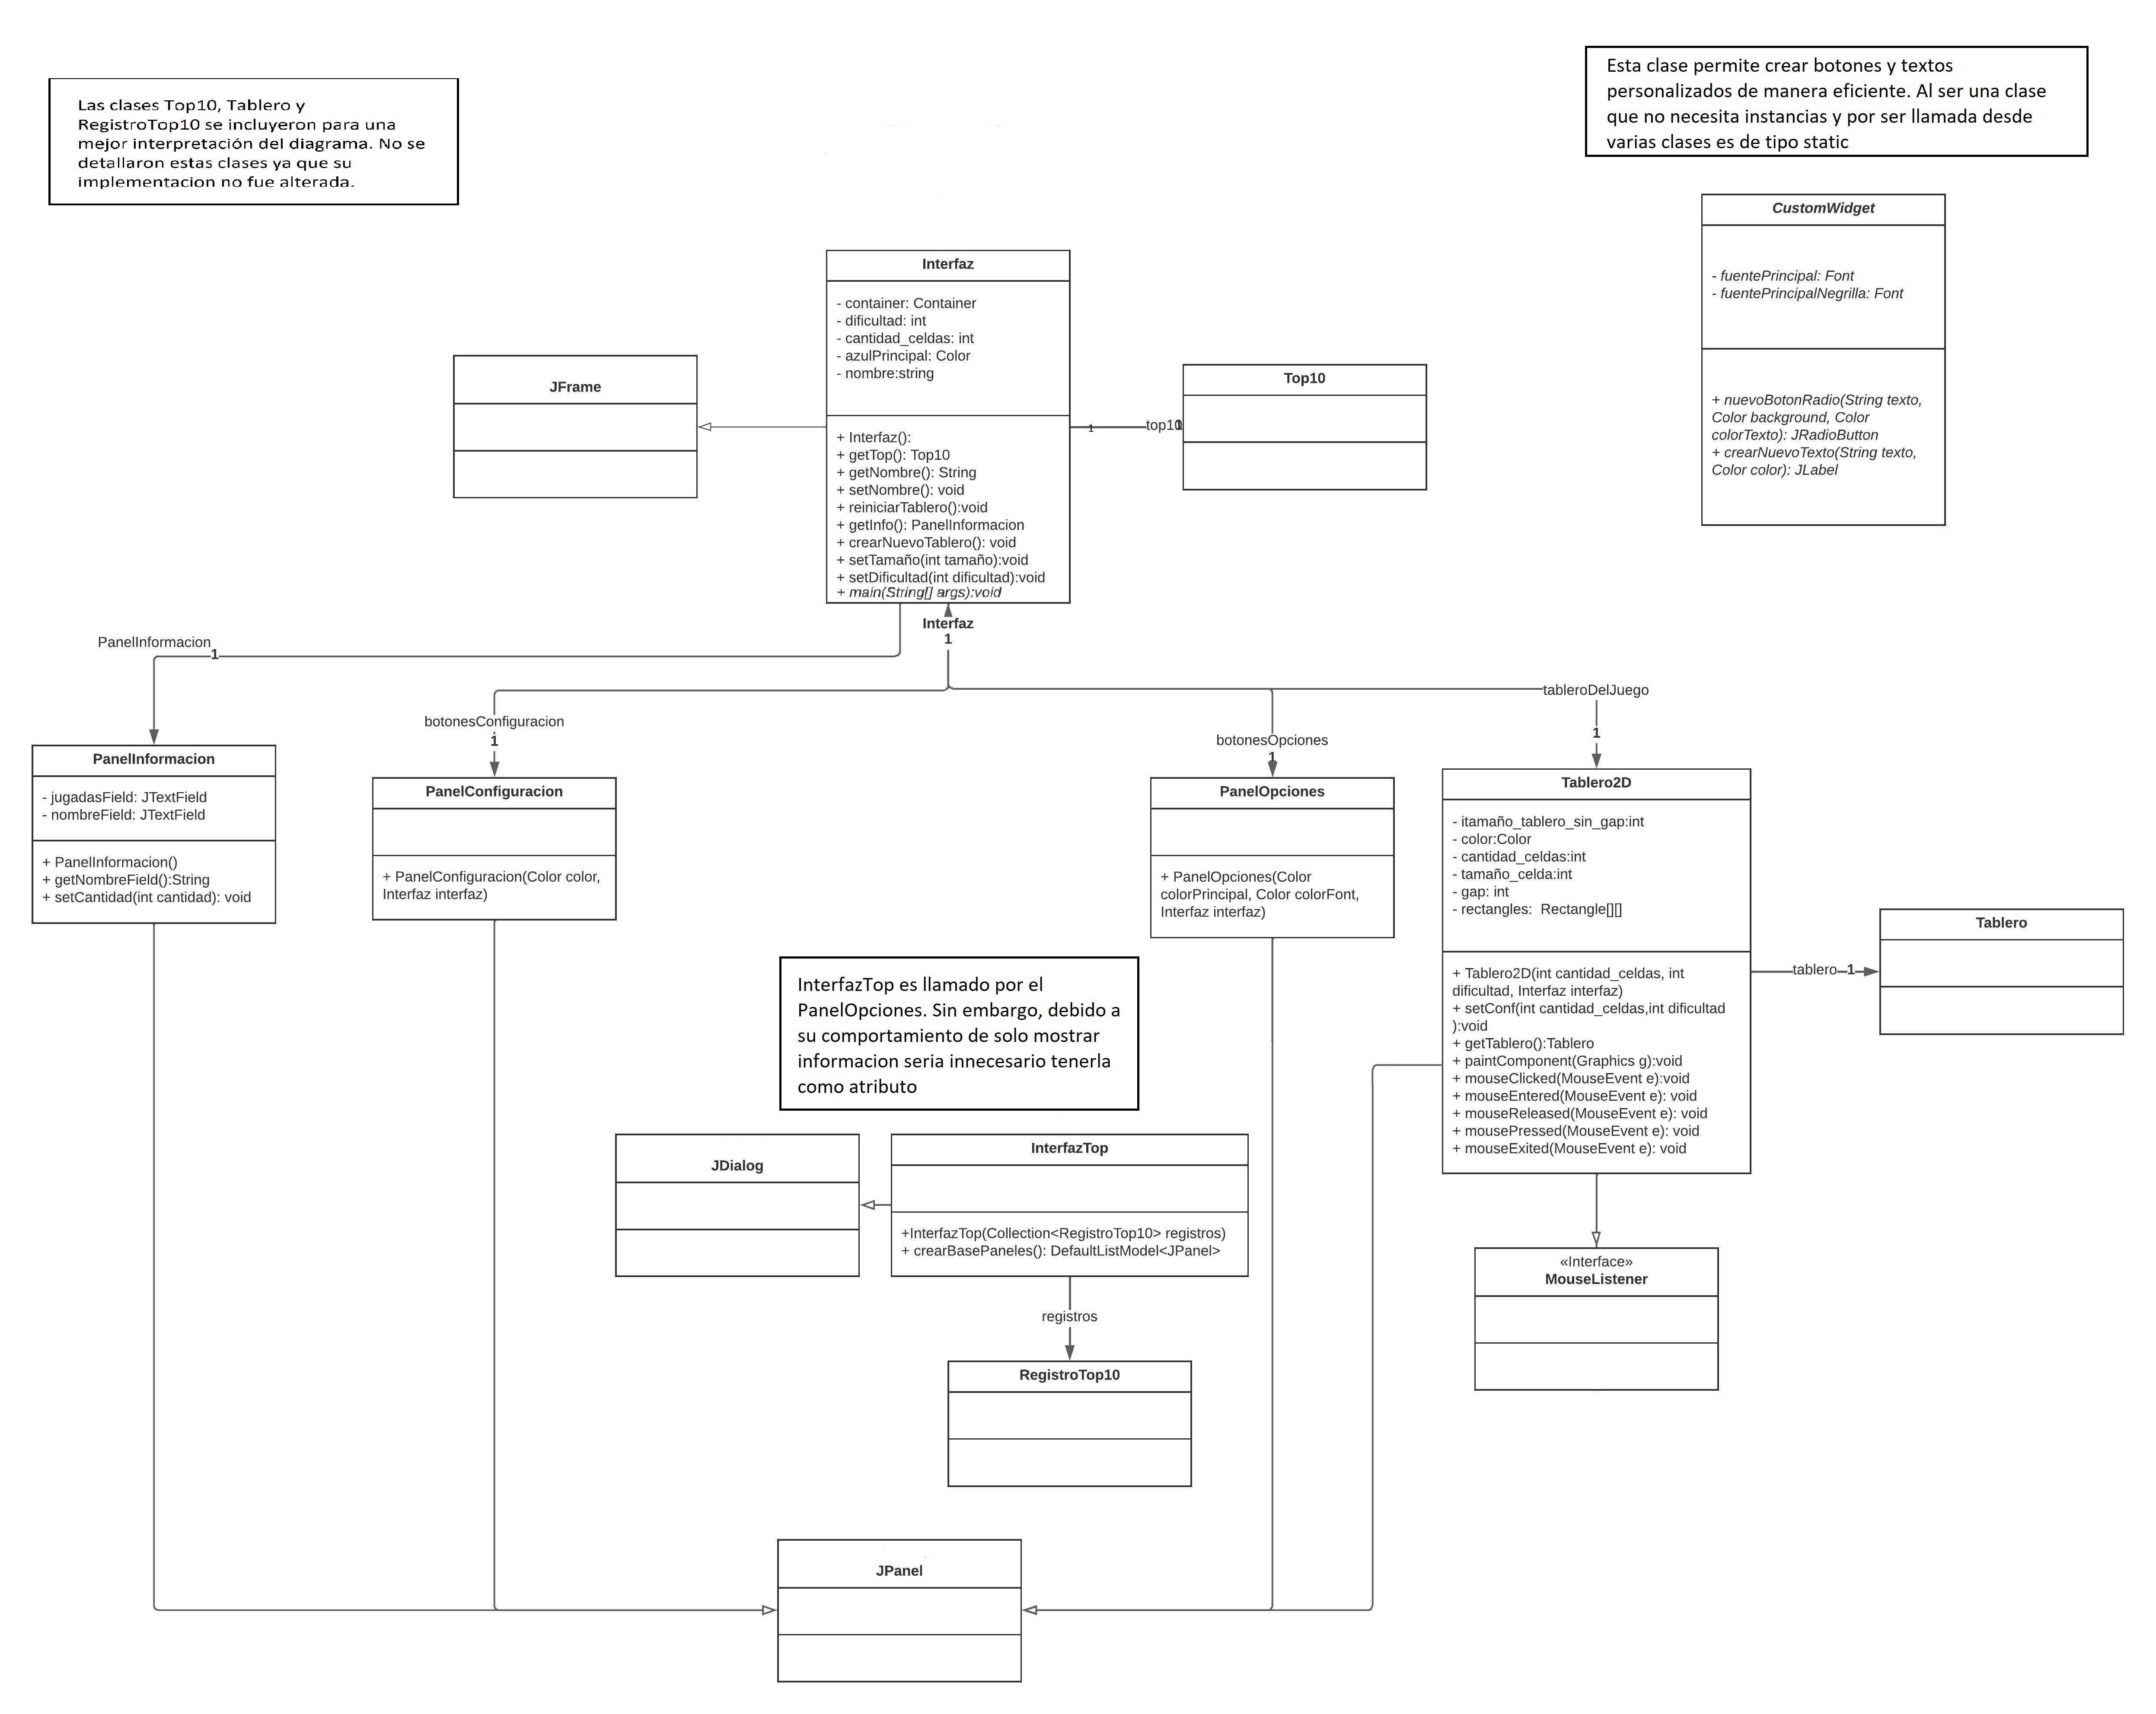 Las clases Top10, Tablero y
RegistroTop10 se incluyeron para una
mejor interpretación del diagrama. No se
detallaron estas clases ya que su
implementacion no fue alterada.
Esta clase permite crear botones y textos
personalizados de manera eficiente. Al ser una clase
que no necesita instancias y por ser llamada desde
varias clases es de tipo static
CustomWidget
- fuentePrincipal: Font
- fuentePrincipalNegrilla: Font
+ nuevoBotonRadio(String texto,
Color background, Color
colorTexto): JRadioButton
+ crearNuevoTexto(String texto,
Color color): JLabel
Interfaz
- container: Container
- dificultad: int
- cantidad_celdas: int
- azulPrincipal: Color
- nombre:string
+ Interfaz():
+ getTop(): Top10
+ getNombre(): String
+ setNombre(): void
+ reiniciarTablero():void
+ getInfo(): PanelInformacion
+ crearNuevoTablero(): void
+ setTamaño(int tamaño):void
+ setDificultad(int dificultad):void
+ main(String[] args):void
JFrame
1
top10
1
Top10
Interfaz
1
PanelInformacion
1
botonesConfiguracion
1
botonesOpciones
1
tableroDelJuego
1
PanelInformacion
- jugadasField: JTextField
- nombreField: JTextField
+ PanelInformacion()
+ getNombreField():String
+ setCantidad(int cantidad): void
PanelConfiguracion
+ PanelConfiguracion(Color color,
Interfaz interfaz)
PanelOpciones
+ PanelOpciones(Color
colorPrincipal, Color colorFont,
Interfaz interfaz)
Tablero2D
- itamaño_tablero_sin_gap:int
- color:Color
- cantidad_celdas:int
- tamaño_celda:int
- gap: int
- rectangles:  Rectangle[][]
+ Tablero2D(int cantidad_celdas, int
dificultad, Interfaz interfaz)
+ setConf(int cantidad_celdas,int dificultad
):void
+ getTablero():Tablero
+ paintComponent(Graphics g):void
+ mouseClicked(MouseEvent e):void
+ mouseEntered(MouseEvent e): void
+ mouseReleased(MouseEvent e): void
+ mousePressed(MouseEvent e): void
+ mouseExited(MouseEvent e): void
tablero
1
Tablero
InterfazTop es llamado por el
PanelOpciones. Sin embargo, debido a
su comportamiento de solo mostrar
informacion seria innecesario tenerla
como atributo
JDialog
InterfazTop
+InterfazTop(Collection<RegistroTop10> registros)
+ crearBasePaneles(): DefaultListModel<JPanel>
registros
RegistroTop10
«Interface»
MouseListener
JPanel